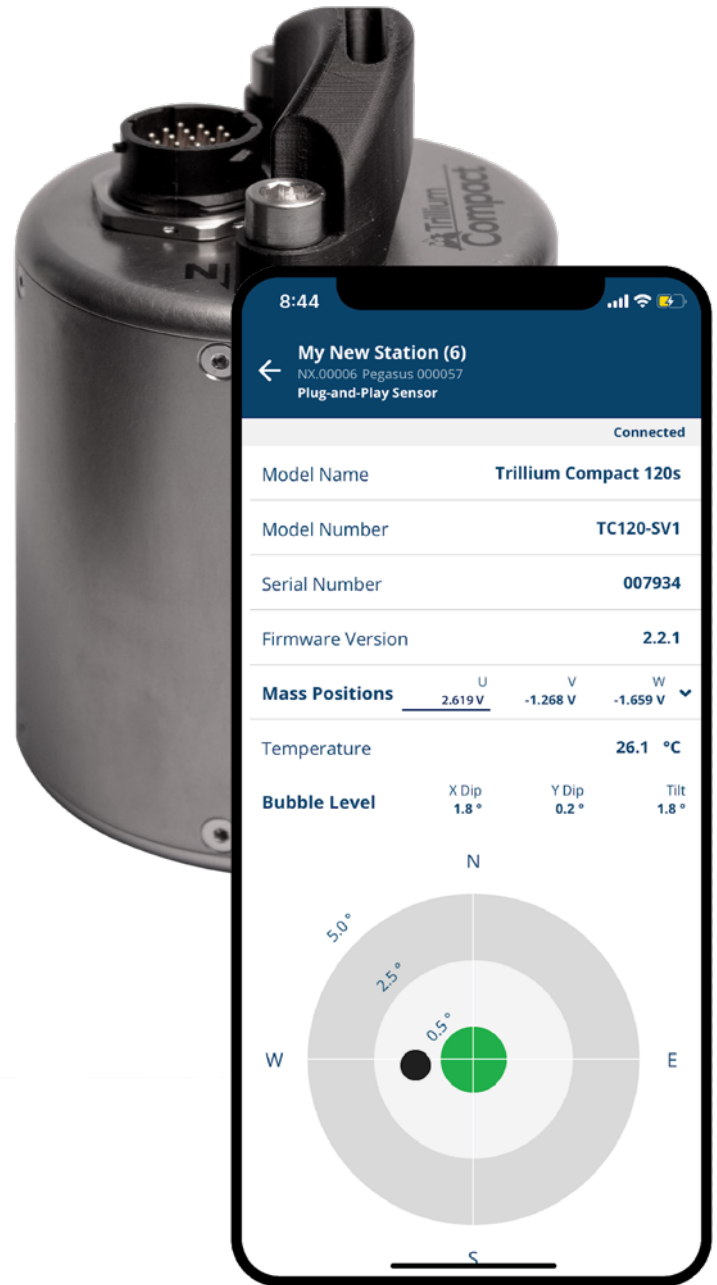 Trillium
Compact
N
8:44
My New Station (6)
NX.00006 Pegasus 000057
Plug-and-Play Sensor
Connected
Model Name Trillium Compact 120s
Model Number TC120-SV1
Serial Number 007934
Firmware Version 2.2.1
U V W
Mass Positions 2.619 V -1.268 V -1.659 V
Temperature 26.1 °C
X Dip Y Dip Tilt
Bubble Level 1.8 ° 0.2 ° 1.8 °
N
5.0 °
2.5 °
0.5 °
W E
S